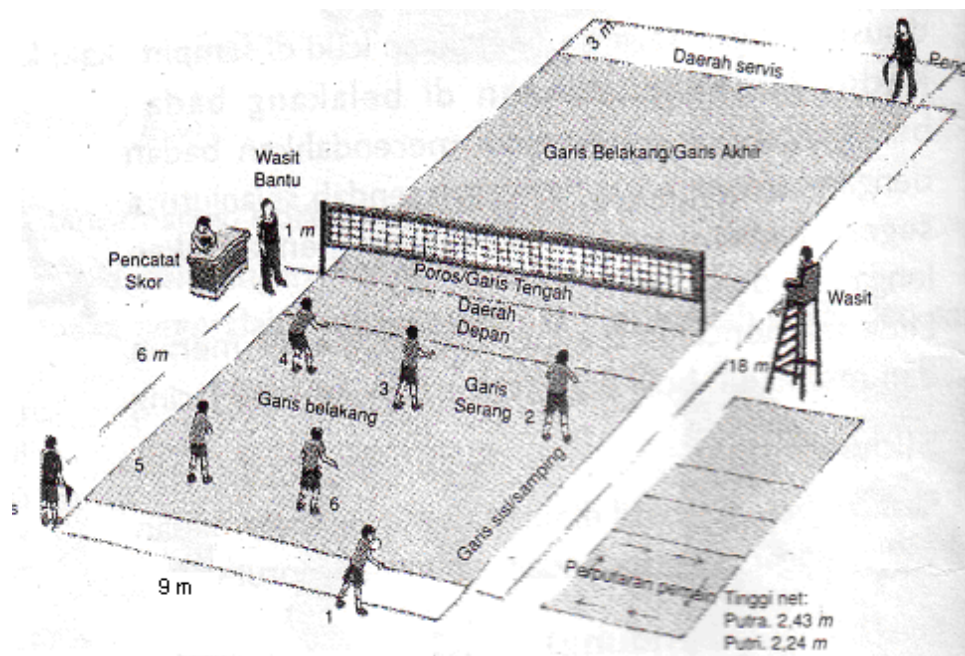 3 m
Daerah servis
Garis Belakang/Garis Akhir
Wasit
Bantu
1 m
Pencatat
Skor
Poros/Garis Tengah
Wasit
Daerah
Depan
6 m
18 m
4
3
Garis
Serang
2
Garis belakang
5
6
Garis sisi/samping
9 m
1
Perputaran pemain
Tinggi net:
Putra. 2,43 m
Putri. 2,24 m